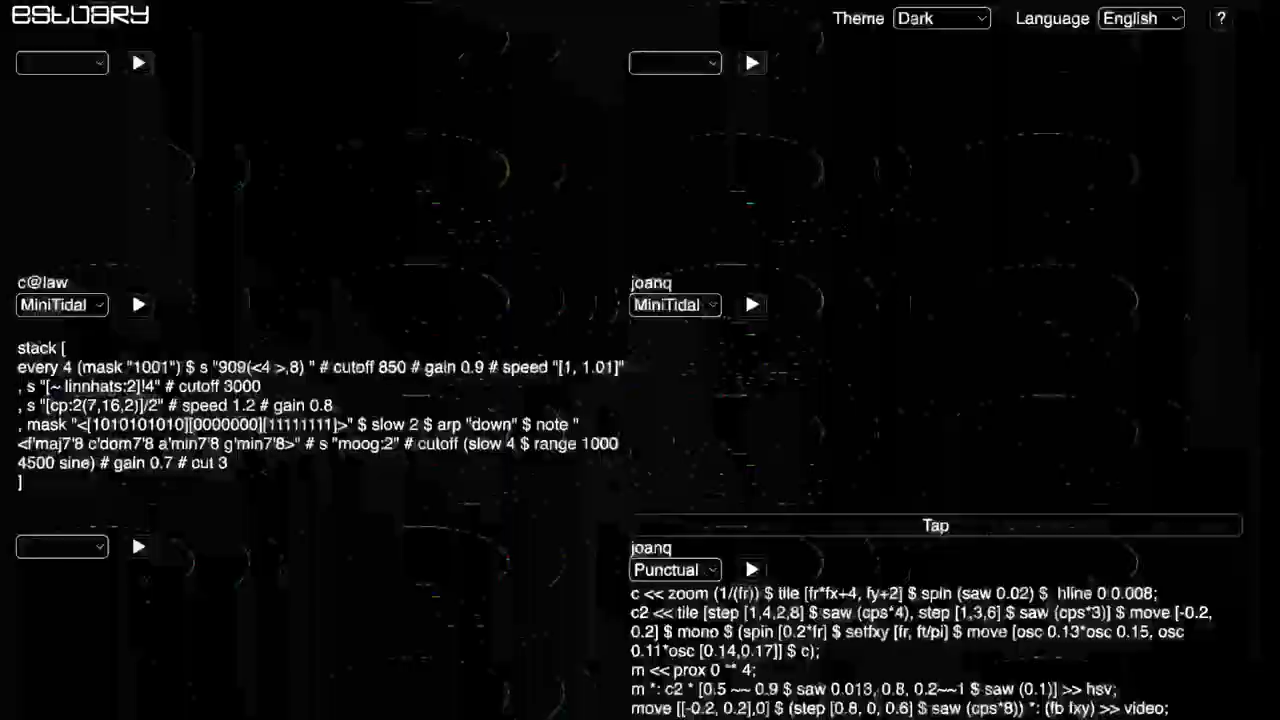 estuary
Theme Dark Language English ?
c@law
MiniTidal
stack [
every 4 (mask "1001") $ s "909(<4 >,8) " # cutoff 850 # gain 0.9 # speed "[1, 1.01]"
, s "[~ linnhats:2]!4" # cutoff 3000
, s "[cp:2(7,16,2)]/2" # speed 1.2 # gain 0.8
, mask "<[1010101010][0000000][11111111]>" $ slow 2 $ arp "down" $ note "
<f'maj7'8 c'dom7'8 a'min7'8 g'min7'8>" # s "moog:2" # cutoff (slow 4 $ range 1000
4500 sine) # gain 0.7 # cut 3
]
joanq
MiniTidal
Tap
joanq
Punctual
c << zoom (1/(fr)) $ tile [fr*fx+4, fy+2] $ spin (saw 0.02) $ hline 0 0.008;
c2 << tile [step [1,4,2,8] $ saw (cps*4), step [1,3,6] $ saw (cps*3)] $ move [-0.2,
0.2] $ mono $ (spin [0.2*fr] $ setfxy [fr, ft/pi] $ move [osc 0.13*osc 0.15, osc
0.11*osc [0.14,0.17]] $ c);
m << prox 0 ** 4;
m *: c2 * [0.5 ~~ 0.9 $ saw 0.013, 0.8, 0.2~~1 $ saw (0.1)] >> hsv;
move [[-0.2, 0.2],0] $ (step [0.8, 0, 0.6] $ saw (cps*8)) *: (fb fxy) >> video;